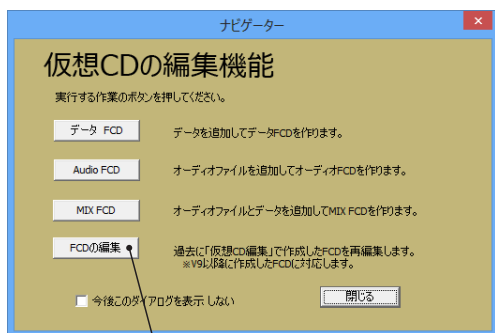 ナビゲーター
仮想CDの編集機能
実行する作業のボタンを押してください。
データ FCD
データを追加してデータFCDを作ります。
Audio FCD
オーディオファイルを追加してオーディオFCDを作ります。
MIX FCD
オーディオファイルとデータを追加してMIX FCDを作ります。
FCDの編集
過去に「仮想CD編集」で作成したFCDを再編集します。
※V9以降に作成したFCDに対応します。
今後このダイアログを表示しない
閉じる